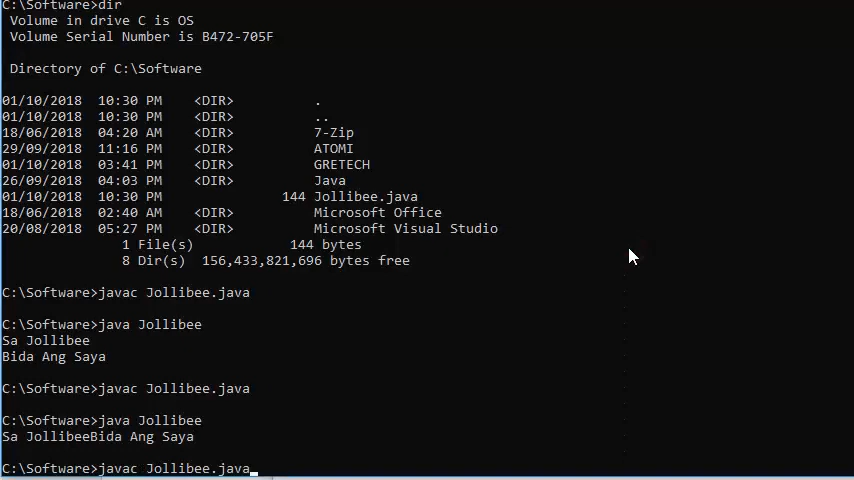 C:\Software>dir
Volume in drive C is OS
Volume Serial Number is B472-705F
Directory of C:\Software
01/10/2018 10:30 PM <DIR> .
01/10/2018 10:30 PM <DIR> ..
18/06/2018 04:20 AM <DIR> 7-Zip
29/09/2018 11:16 PM <DIR> ATOMI
01/10/2018 03:41 PM <DIR> GRETECH
26/09/2018 04:03 PM <DIR> Java
01/10/2018 10:30 PM 144 Jollibee.java
18/06/2018 02:40 AM <DIR> Microsoft Office
20/08/2018 05:27 PM <DIR> Microsoft Visual Studio
1 File(s) 144 bytes
8 Dir(s) 156,433,821,696 bytes free
C:\Software>javac Jollibee.java
C:\Software>java Jollibee
Sa Jollibee
Bida Ang Saya
C:\Software>javac Jollibee.java
C:\Software>java Jollibee
Sa JollibeeBida Ang Saya
C:\Software>javac Jollibee.java